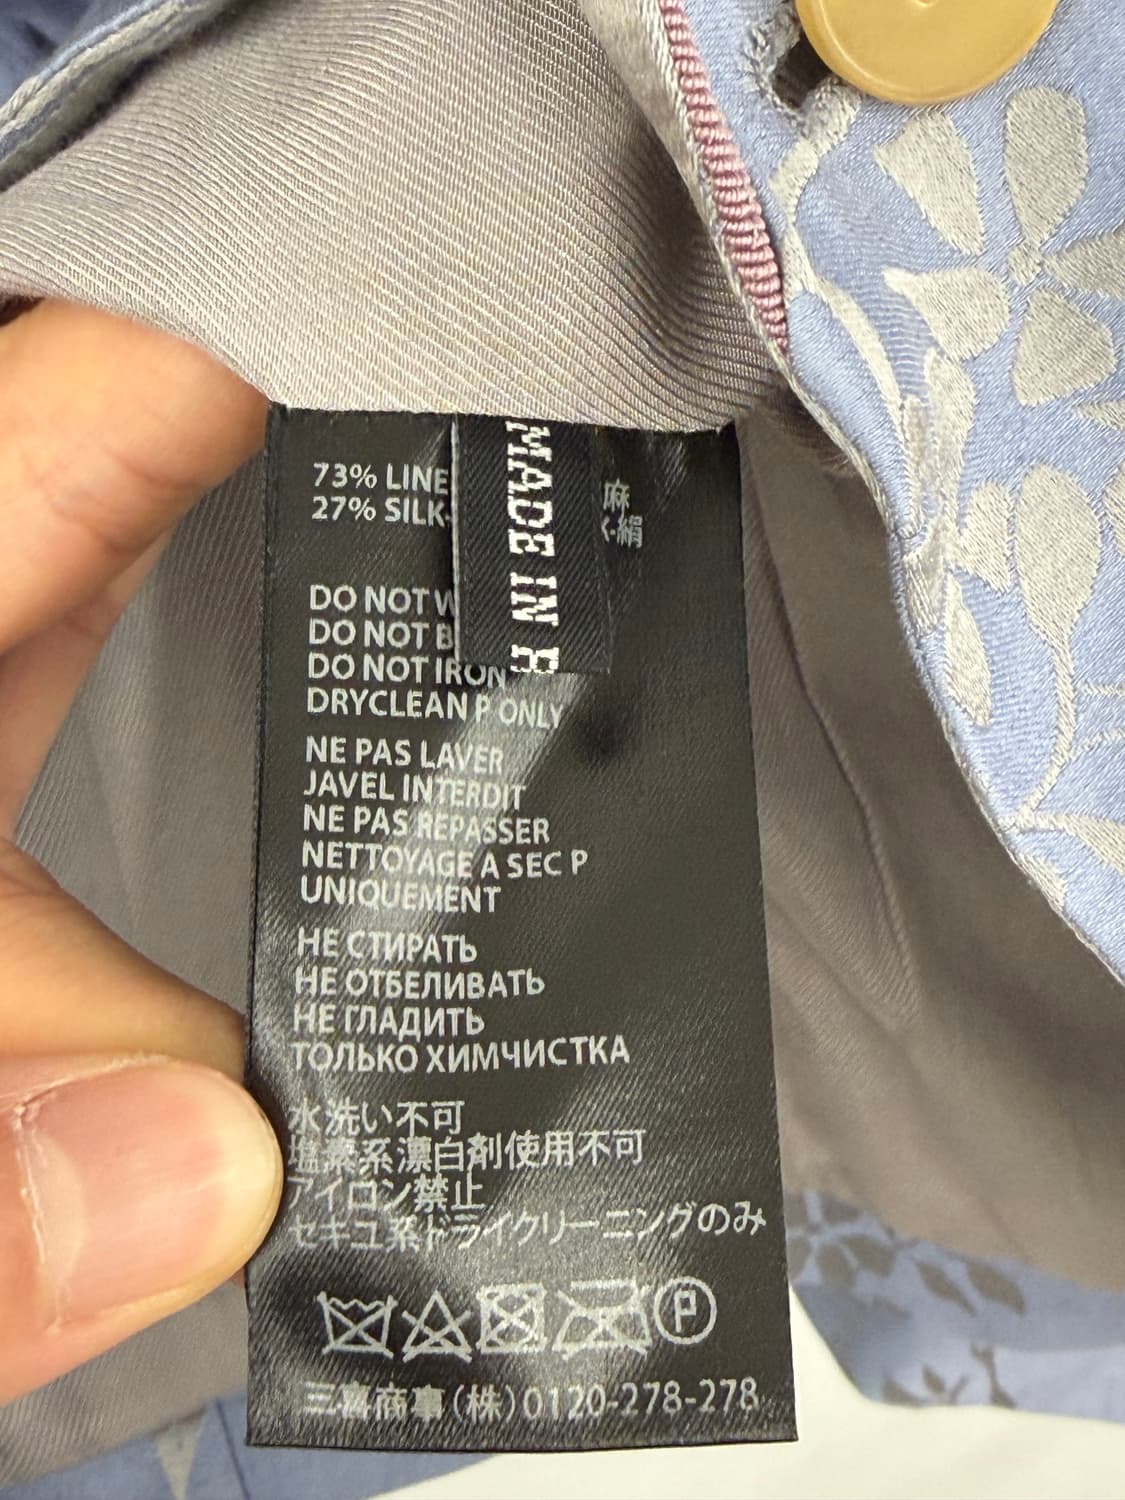 73% LINE
27% SILK-
麻
絹
MADE IN
DO NOT W
DO NOT B
DO NOT IRON
DRYCLEAN P ONLY
NE PAS LAVER
JAVEL INTERDIT
NE PAS REPASSER
NETTOYAGE A SEC P
UNIQUEMENT
НЕ СТИРАТЬ
НЕ ОТБЕЛИВАТЬ
НЕ ГЛАДИТЬ
ТОЛЬКО ХИМЧИСТКА
水洗い不可
塩素系漂白剤使用不可
アイロン禁止
セキユ系ドライクリーニングのみ
P
三喜商事(株)0120-278-278